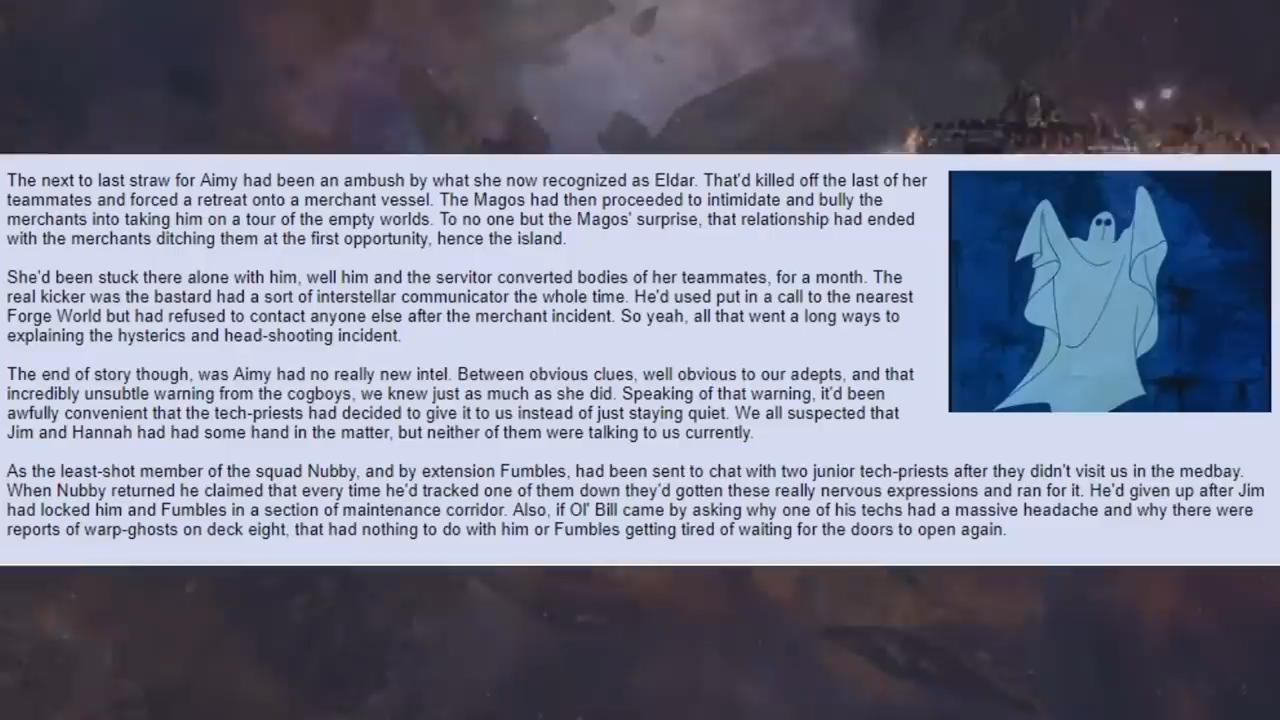 The next to last straw for Aimy had been an ambush by what she now recognized as Eldar. That'd killed off the last of her
teammates and forced a retreat onto a merchant vessel. The Magos had then proceeded to intimidate and bully the
merchants into taking him on a tour of the empty worlds. To no one but the Magos' surprise, that relationship had ended
with the merchants ditching them at the first opportunity, hence the island.
She'd been stuck there alone with him, well him and the servitor converted bodies of her teammates, for a month. The
real kicker was the bastard had a sort of interstellar communicator the whole time. He'd used put in a call to the nearest
Forge World but had refused to contact anyone else after the merchant incident. So yeah, all that went a long ways to
explaining the hysterics and head-shooting incident.
The end of story though, was Aimy had no really new intel. Between obvious clues, well obvious to our adepts, and that
incredibly unsubtle warning from the cogboys, we knew just as much as she did. Speaking of that warning, it'd been
awfully convenient that the tech-priests had decided to give it to us instead of just staying quiet. We all suspected that
Jim and Hannah had had some hand in the matter, but neither of them were talking to us currently.
As the least-shot member of the squad Nubby, and by extension Fumbles, had been sent to chat with two junior tech-priests after they didn't visit us in the medbay.
When Nubby returned he claimed that every time he'd tracked one of them down they'd gotten these really nervous expressions and ran for it. He'd given up after Jim
had locked him and Fumbles in a section of maintenance corridor. Also, if Ol' Bill came by asking why one of his techs had a massive headache and why there were
reports of warp-ghosts on deck eight, that had nothing to do with him or Fumbles getting tired of waiting for the doors to open again.